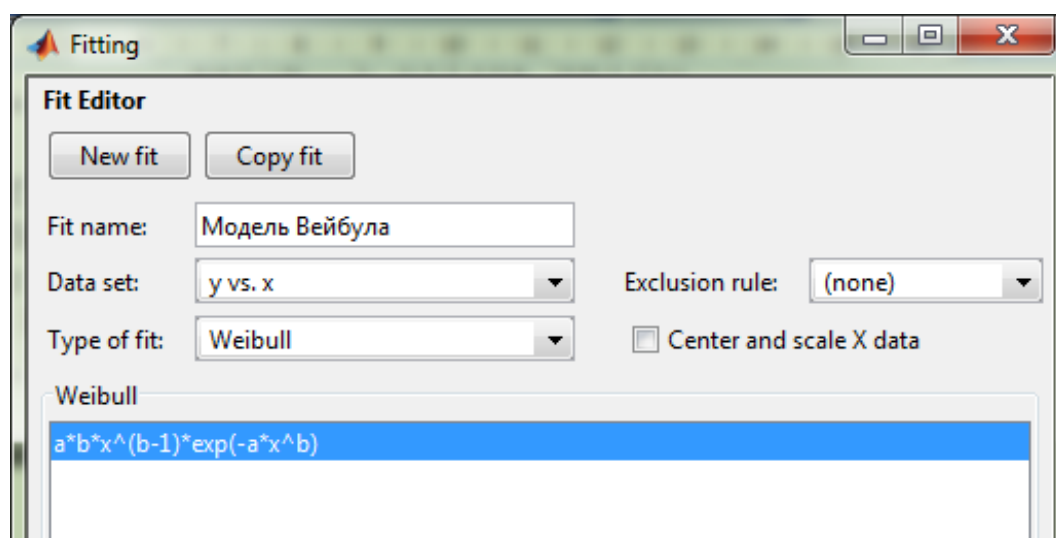 Fitting
Fit Editor
New fit Copy fit
Fit name: Модель Вейбула
Data set: y vs. x Exclusion rule: (none)
Type of fit: Weibull Center and scale X data
Weibull
a*b*x^(b-1)*exp(-a*x^b)